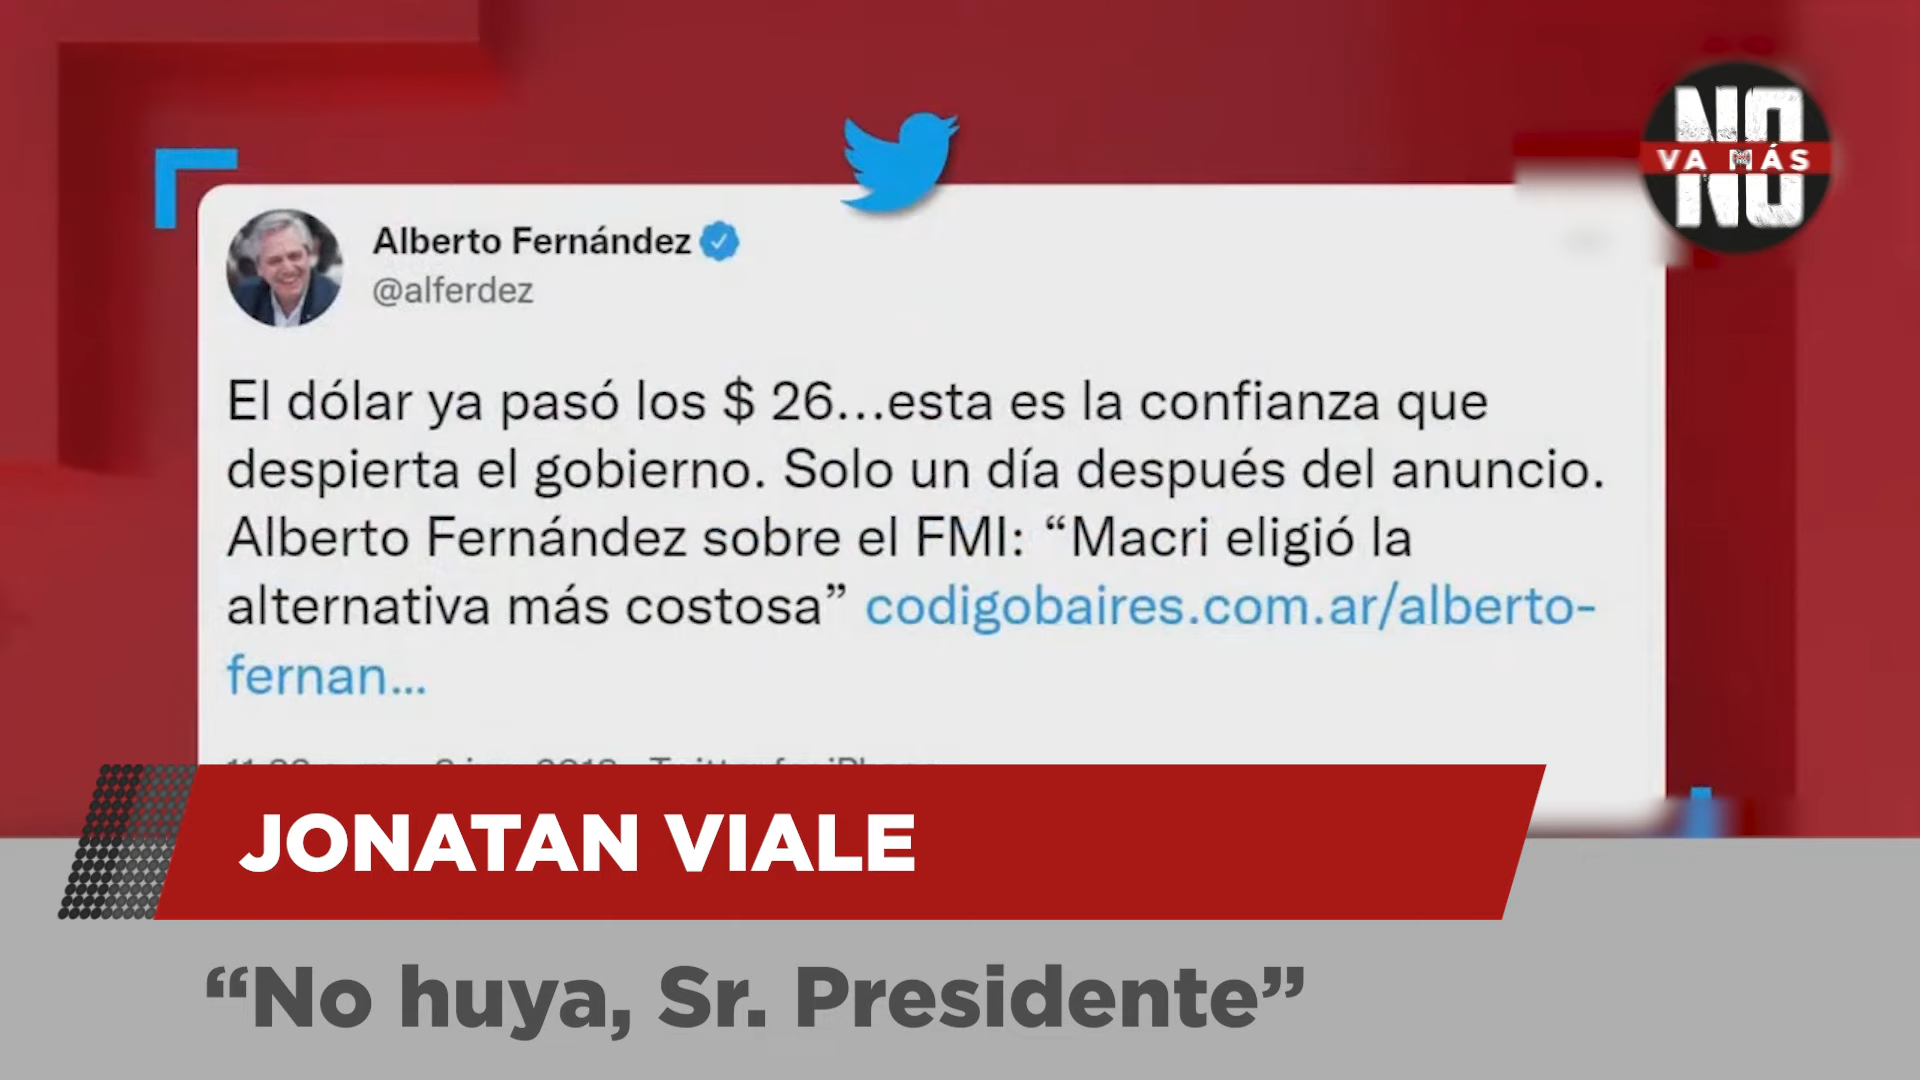 NO
VA MÁS
NO
Alberto Fernández
@alferdez
El dólar ya pasó los $ 26...esta es la confianza que
despierta el gobierno. Solo un día después del anuncio.
Alberto Fernández sobre el FMI: “Macri eligió la
alternativa más costosa” codigobaires.com.ar/alberto-
fernan...
JONATAN VIALE
“No huya, Sr. Presidente”